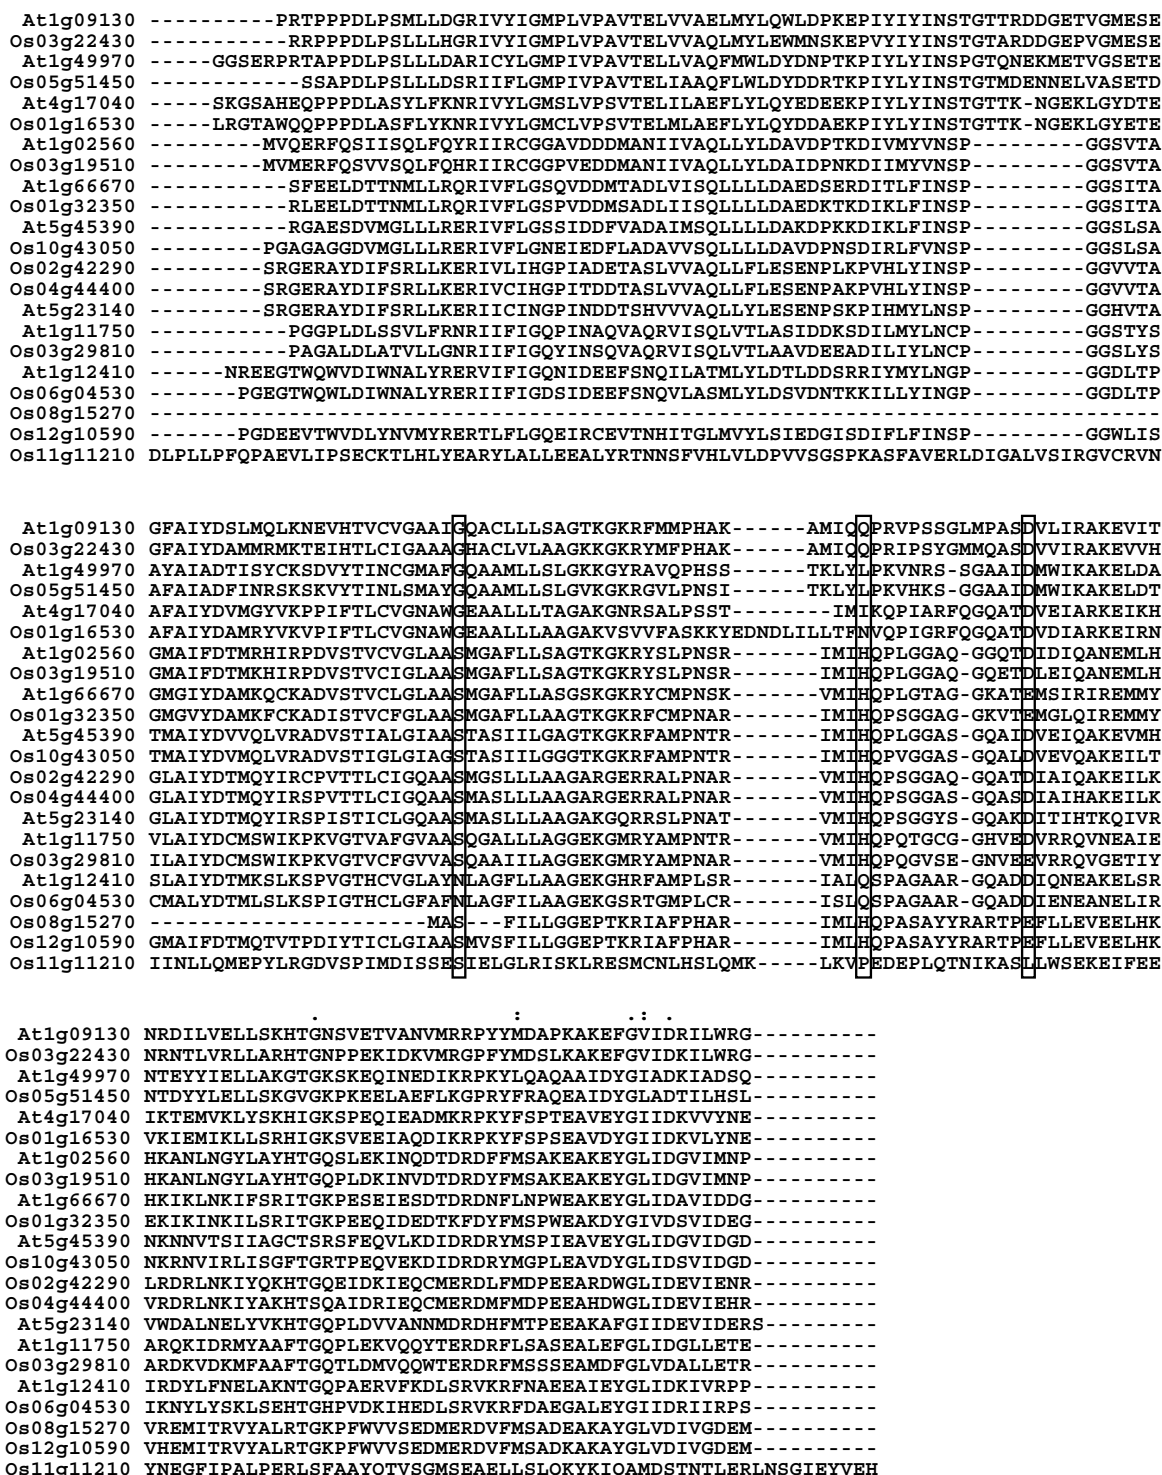 At1g09130 ----------PRTPPPDLPSMLLDGRIVYIGMPLVPAVTELVVAELMYLQWLDPKEPIYIYINSTGTTRDDGETVGMESE
Os03g22430 -----------RRPPPDLPSLLLHGRIVYIGMPLVPAVTELVVAQLMYLEWMNSKEPVYIYINSTGTARDDGEPVGMESE
At1g49970 -----GGSERPRTAPPDLPSLLLDARICYLGMPIVPAVTELLVAQFMWLDYDNPTKPIYLYINSPGTQNEKMETVGSETE
Os05g51450 ------------SSAPDLPSLLLDSRIIFLGMPIVPAVTELIAAQFLWLDYDDRTKPIYLYINSTGTMDENNELVASETD
At4g17040 -----SKGSAHEQPPPDLASYLFKNRIVYLGMSLVPSVTELILAEFLYLQYEDEEKPIYLYINSTGTTK-NGEKLGYDTE
Os01g16530 -----LRGTAWQQPPPDLASFLYKNRIVYLGMCLVPSVTELMLAEFLYLQYDDAEKPIYLYINSTGTTKK-NGEKLGYETE
At1g02560 ---------MVQERFQSIISQLFQYRIIRCGGAVDDDMANIIVAQLLYLDAVDPTKDIVMYVNSP---------GGSVTA
Os03g19510 ---------MVMERFQSVVSQLFQHRIIRCGGPVEDDMANIIVAQLLYLDAIDPNKDIIMYVNSP---------GGSVTA
At1g66670 -----------SFEELDTTNMLLRQRIVFLGSQVDDMTADLVISQLLLLDAEDSERDITLFINSP---------GGSITA
Os01g32350 -----------RLEELDTTNMLLRQRIVFLGSPVDDMSADLIISQLLLLDAEDKTKDIKLFINSP---------GGSITA
At5g45390 -----------RGAESDVMGLLLRERIVFLGSSIDDFVADAIMSQLLLLDAKDPKKDIKLFINSP---------GGSLSA
Os10g43050 ---------PGAGAGGDVMGLLLRERIVFLGNEIEDFLADAVVSQLLLLDAVDPNSDIRLFVNSP---------GGSLSA
Os02g42290 ---------SRGERAYDIFSRLLKERIVLIHGPIADETASLVVAQLLFLESENPLKPVHLYINSP---------GGVVTA
Os04g44400 ---------SRGERAYDIFSRLLKERIVCIHGPITDDTASLVVAQLLFLESENPAKPVHLYINSP---------GGVVTA
At5g23140 ---------SRGERAYDIFSRLLKERIICINGPINDDTSHVVVAQLLYLESENPSKPIHMYLNSP---------GGHVTA
At1g11750 -----------PGGPLDLSSVLFRNRIIFIGQPINAQVAQRVISQLVTLASIDDKSDILMYLNCP---------GGSTYS
Os03g29810 -----------PAGALDLATVLLGNRIIFIGQYINSQVAQRVISQLVTLAAVDEEADILIYLNCP---------GGSLYS
At1g12410 ------NREEGTWQWVDIWNALYRERVIFIGQNIDEEFSNQILATMLYLDTLDDSRRIYMYLNGP---------GGDLTP
Os06g04530 -------PGEGTWQWLDIWNALYRERIIFIGDSIDEEFSNQVLASMLYLDSVDNTKKILLYINGP---------GGDLTP
Os08g15270 --------------------------------------------------------------------------------
Os12g10590 -------PGDEEVTWVDLYNVMYRERTLFLGQEIRCEVTNHITGLMVYLSIEDGISDIFLFINSP---------GGWLIS
Os11g11210 DLPLLPFQPAEVLIPSECKTLHLYEARYLALLEEALYRTNNSFVHLVLDPVVSGSPKASFAVERLDIGALVSIRGVCRVN
At1g09130 GFAIYDSLMQLKNEVHTVCVGAAIGQACLLLSAGTKGKRFMMPHAK------AMIQQPRVPSSGLMPASDVLIRAKEVIT
Os03g22430 GFAIYDAMMRMKTEIHTLCIGAAAGHACLVLAAGKKGKRYMFPHAK------AMIQQPRIPSYGMMQASDVVIRAKEVVH
At1g49970 AYAIADTISYCKSDVYTINCGMAFGQAAMLLSLGKKGYRAVQPHSS------TKLYLPKVNRS-SGAAIDMWIKAKELDA
Os05g51450 AFAIADFINRSKSKVYTINLSMAYGQAAMLLSLGVKGKRGVLPNSI------TKLYLPKVHKS-GGAAIDMWIKAKELDT
At4g17040 AFAIYDVMGYVKPPIFTLCVGNAWGEAALLLTAGAKGNRSALPSST------IMIKQPIARFQGQATDVEIARKEIKH
Os01g16530 AFAIYDAMRYVKVPIFTLCVGNAWGEAALLLAAGAKVSVVFASKKYEDNDLILLTFNVQPIGRFQGQATDVDIARKEIRN
At1g02560 GMAIFDTMRHIRPDVSTVCVGLAASMGAFLLSAGTKGKRYSLPNSR------IMIHQPLGGAQ-GGQTDIDIQANEMLH
Os03g19510 GMAIFDTMKHIRPDVSTVCIGLAASMGAFLLSAGTKGKRYSLPNSR------IMIHQPLGGAQ-GQETDLEIQANEMLH
At1g66670 GMGIYDAMKQCKADVSTVCLGLAASMGAFLLASGSKGKRYCMPNSK------VMIHQPLGTAG-GKATEMSIRIREMMY
Os01g32350 GMGVYDAMKFCKADISTVCFGLAASMGAFLLAAGTKGKRFCMPNAR------IMIHQPSGGAG-GKVTEMGLQIREMMY
At5g45390 TMAIYDVVQLVRADVSTIALGIAASTASIILGAGTKGKRFAMPNTR------IMIHQPLGGAS-GQAIDVEIQAKEVMH
Os10g43050 TMAIYDVMQLVRADVSTIGLGIAGSTASIILGGGTKGKRFAMPNTR------IMIHQPVGGAS-GQALDVEVQAKEILT
Os02g42290 GLAIYDTMQYIRCPVTTLCIGQAASMGSLLLAAGARGERRALPNAR------VMIHQPSGGAQ-GQATDIAIQAKEILK
Os04g44400 GLAIYDTMQYIRSPVTTLCIGQAASMASLLLAAGARGERRALPNAR------VMIHQPSGGAS-GQASDIAIHAKEILK
At5g23140 GLAIYDTMQYIRSPISTICLGQAASMASLLLAAGAKGQRRSLPNAT------VMIHQPSGGYS-GQAKDITIHTKQIVR
At1g11750 VLAIYDCMSWIKPKVGTVAFGVAASQGALLLAGGEKGMRYAMPNTR------VMIHQPQTGCG-GHVEDVRRQVNEAIE
Os03g29810 ILAIYDCMSWIKPKVGTVCFGVVASQAAIILAGGEKGMRYAMPNAR------VMIHQPQGVSE-GNVEEVRRQVGETIY
At1g12410 SLAIYDTMKSLKSPVGTHCVGLAYNLAGFLLAAGEKGHRFAMPLSR------IALQSPAGAAR-GQADDIQNEAKELSR
Os06g04530 CMALYDTMLSLKSPIGTHCLGFAFNLAGFILAAGEKGSRTGMPLCR------ISLQSPAGAAR-GQADDIENEANELIR
Os08g15270 ----------------------MAS---FILLGGEPTKRIAFPHAR------IMLHQPASAYYRARTPEFLLEVEELHK
Os12g10590 GMAIFDTMQTVTPDIYTICLGIAASMVSFILLGGEPTKRIAFPHAR------IMLHQPASAYYRARTPEFLLEVEELHK
Os11g11210 IINLLQMEPYLRGDVSPIMDISSESIELGLRISKLRESMCNLHSLQMK-----LKVPEDEPLQTNIKASLLWSEKEIFEE
. : .: .
At1g09130 NRDILVELLSKHTGNSVETVANVMRRPYYMDAPKAKEFGVIDRILWRG----------
Os03g22430 NRNTLVRLLARHTGNPPEKIDKVMRGPFYMDSLKAKEFGVIDKILWRG----------
At1g49970 NTEYYIELLAKGTGKSKEQINEDIKRPKYLQAQAAIDYGIADKIADSQ----------
Os05g51450 NTDYYLELLSKGVGKPKEELAEFLKGPRYFRAQEAIDYGLADTILHSL----------
At4g17040 IKTEMVKLYSKHIGKSPEQIEADMKRPKYFSPTEAVEYGIIDKVVYNE----------
Os01g16530 VKIEMIKLLSRHIGKSVEEIAQDIKRPKYFSPSEAVDYGIIDKVLYNE----------
At1g02560 HKANLNGYLAYHTGQSLEKINQDTDRDFFMSAKEAKEYGLIDGVIMNP----------
Os03g19510 HKANLNGYLAYHTGQPLDKINVDTDRDYFMSAKEAKEYGLIDGVIMNP----------
At1g66670 HKIKLNKIFSRITGKPESEIESDTDRDNFLNPWEAKEYGLIDAVIDDG----------
Os01g32350 EKIKINKILSRITGKPEEQIDEDTKFDYFMSPWEAKDYGIVDSVIDEG----------
At5g45390 NKNNVTSIIAGCTSRSFEQVLKDIDRDRYMSPIEAVEYGLIDGVIDGD----------
Os10g43050 NKRNVIRLISGFTGRTPEQVEKDIDRDRYMGPLEAVDYGLIDSVIDGD----------
Os02g42290 LRDRLNKIYQKHTGQEIDKIEQCMERDLFMDPEEARDWGLIDEVIENR----------
Os04g44400 VRDRLNKIYAKHTSQAIDRIEQCMERDMFMDPEEAHDWGLIDEVIEHR----------
At5g23140 VWDALNELYVKHTGQPLDVVANNMDRDHFMTPEEAKAFGIIDEVIDERS---------
At1g11750 ARQKIDRMYAAFTGQPLEKVQQYTERDRFLSASEALEFGLIDGLLETE----------
Os03g29810 ARDKVDKMFAAFTGQTLDMVQQWTERDRFMSSSEAMDFGLVDALLETR----------
At1g12410 IRDYLFNELAKNTGQPAERVFKDLSRVKRFNAEEAIEYGLIDKIVRPP----------
Os06g04530 IKNYLYSKLSEHTGHPVDKIHEDLSRVKRFDAEGALEYGIIDRIIRPS----------
Os08g15270 VREMITRVYALRTGKPFWVVSEDMERDVFMSADEAKAYGLVDIVGDEM----------
Os12g10590 VHEMITRVYALRTGKPFWVVSEDMERDVFMSADKAKAYGLVDIVGDEM----------
Os11g11210 YNEGFIPALPERLSFAAYQTVSGMSEAELLSLQKYKIQAMDSTNTLERLNSGIEYVEH